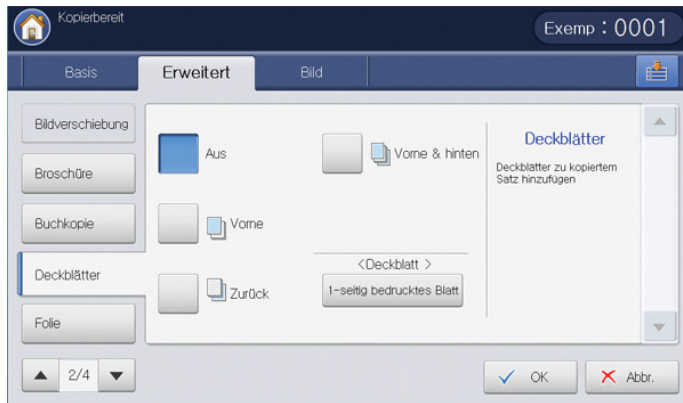 Kopierbereit
Exemp : 0001
Basis
Erweitert
Bild
Bildverschiebung
Broschüre
Buchkopie
Deckblätter
Folie
2/4
Aus
Vorne & hinten
Vorne
Zurück
<Deckblatt >
1-seitig bedrucktes Blatt
Deckblätter
Deckblätter zu kopiertem
Satz hinzufügen
OK
Abbr.